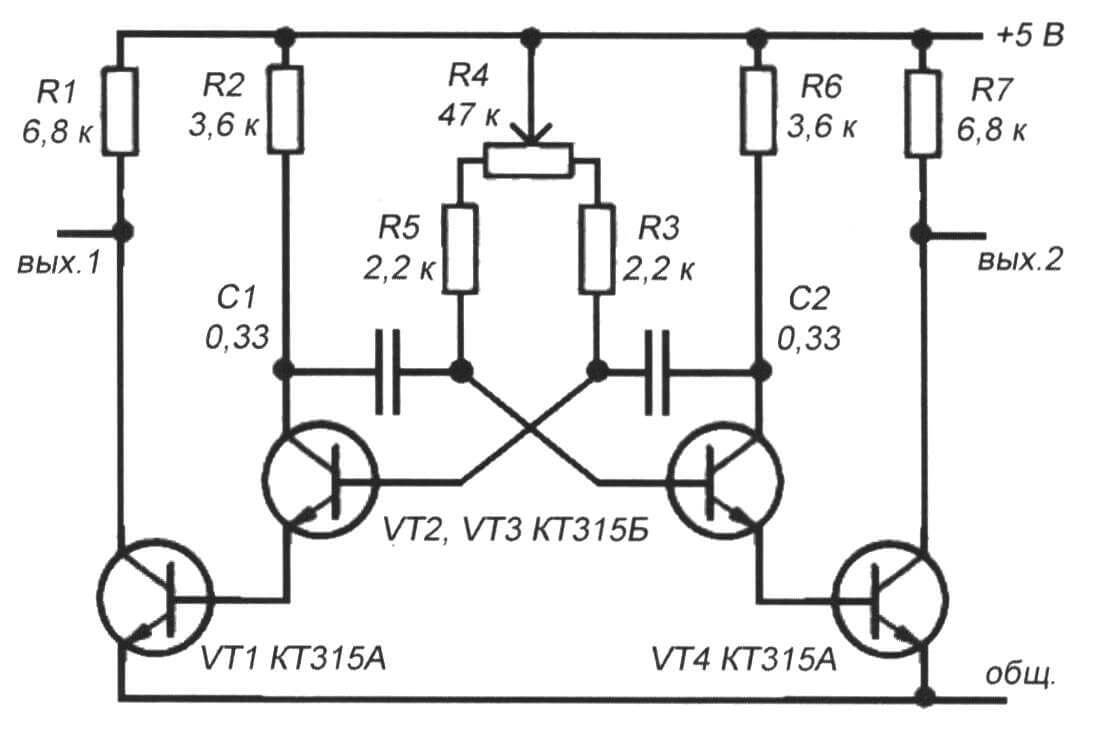 +5 В
R1
6,8 к
R2
3,6 к
R4
47 к
R6
3,6 к
R7
6,8 к
R5
2,2 к
R3
2,2 к
вых.1
вых.2
C1
0,33
C2
0,33
VT2, VT3 КТ315Б
VT1 КТ315А
VT4 КТ315А
общ.